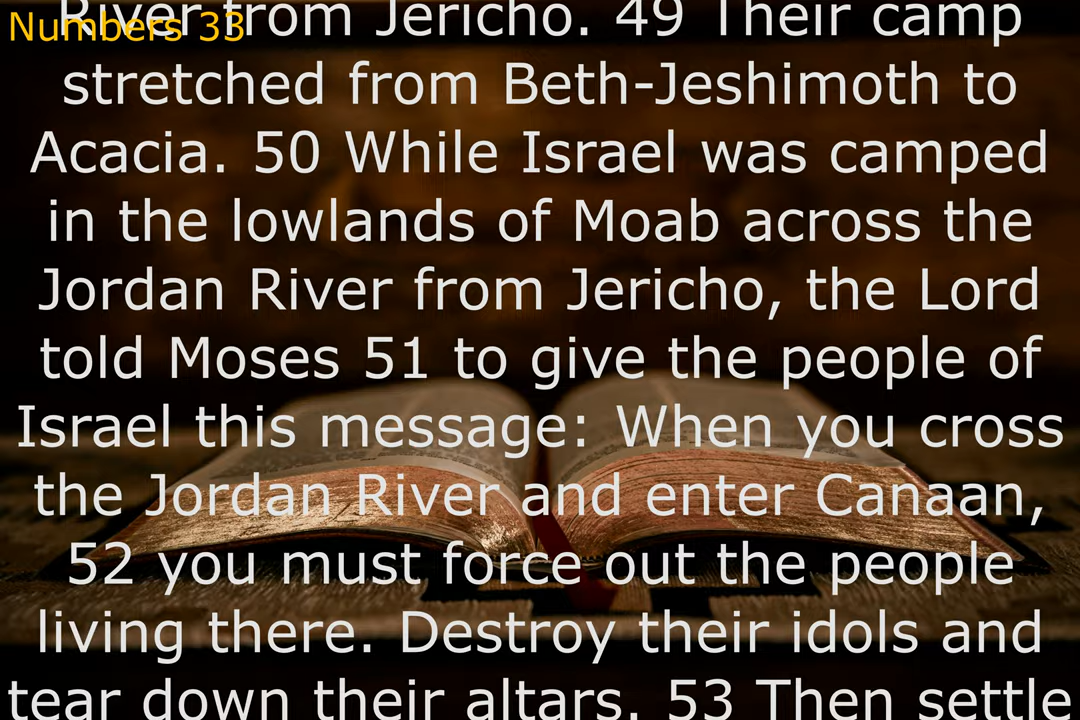 Numbers 33
River from Jericho. 49 Their camp
stretched from Beth-Jeshimoth to
Acacia. 50 While Israel was camped
in the lowlands of Moab across the
Jordan River from Jericho, the Lord
told Moses 51 to give the people of
Israel this message: When you cross
the Jordan River and enter Canaan,
52 you must force out the people
living there. Destroy their idols and
tear down their altars. 53 Then settle